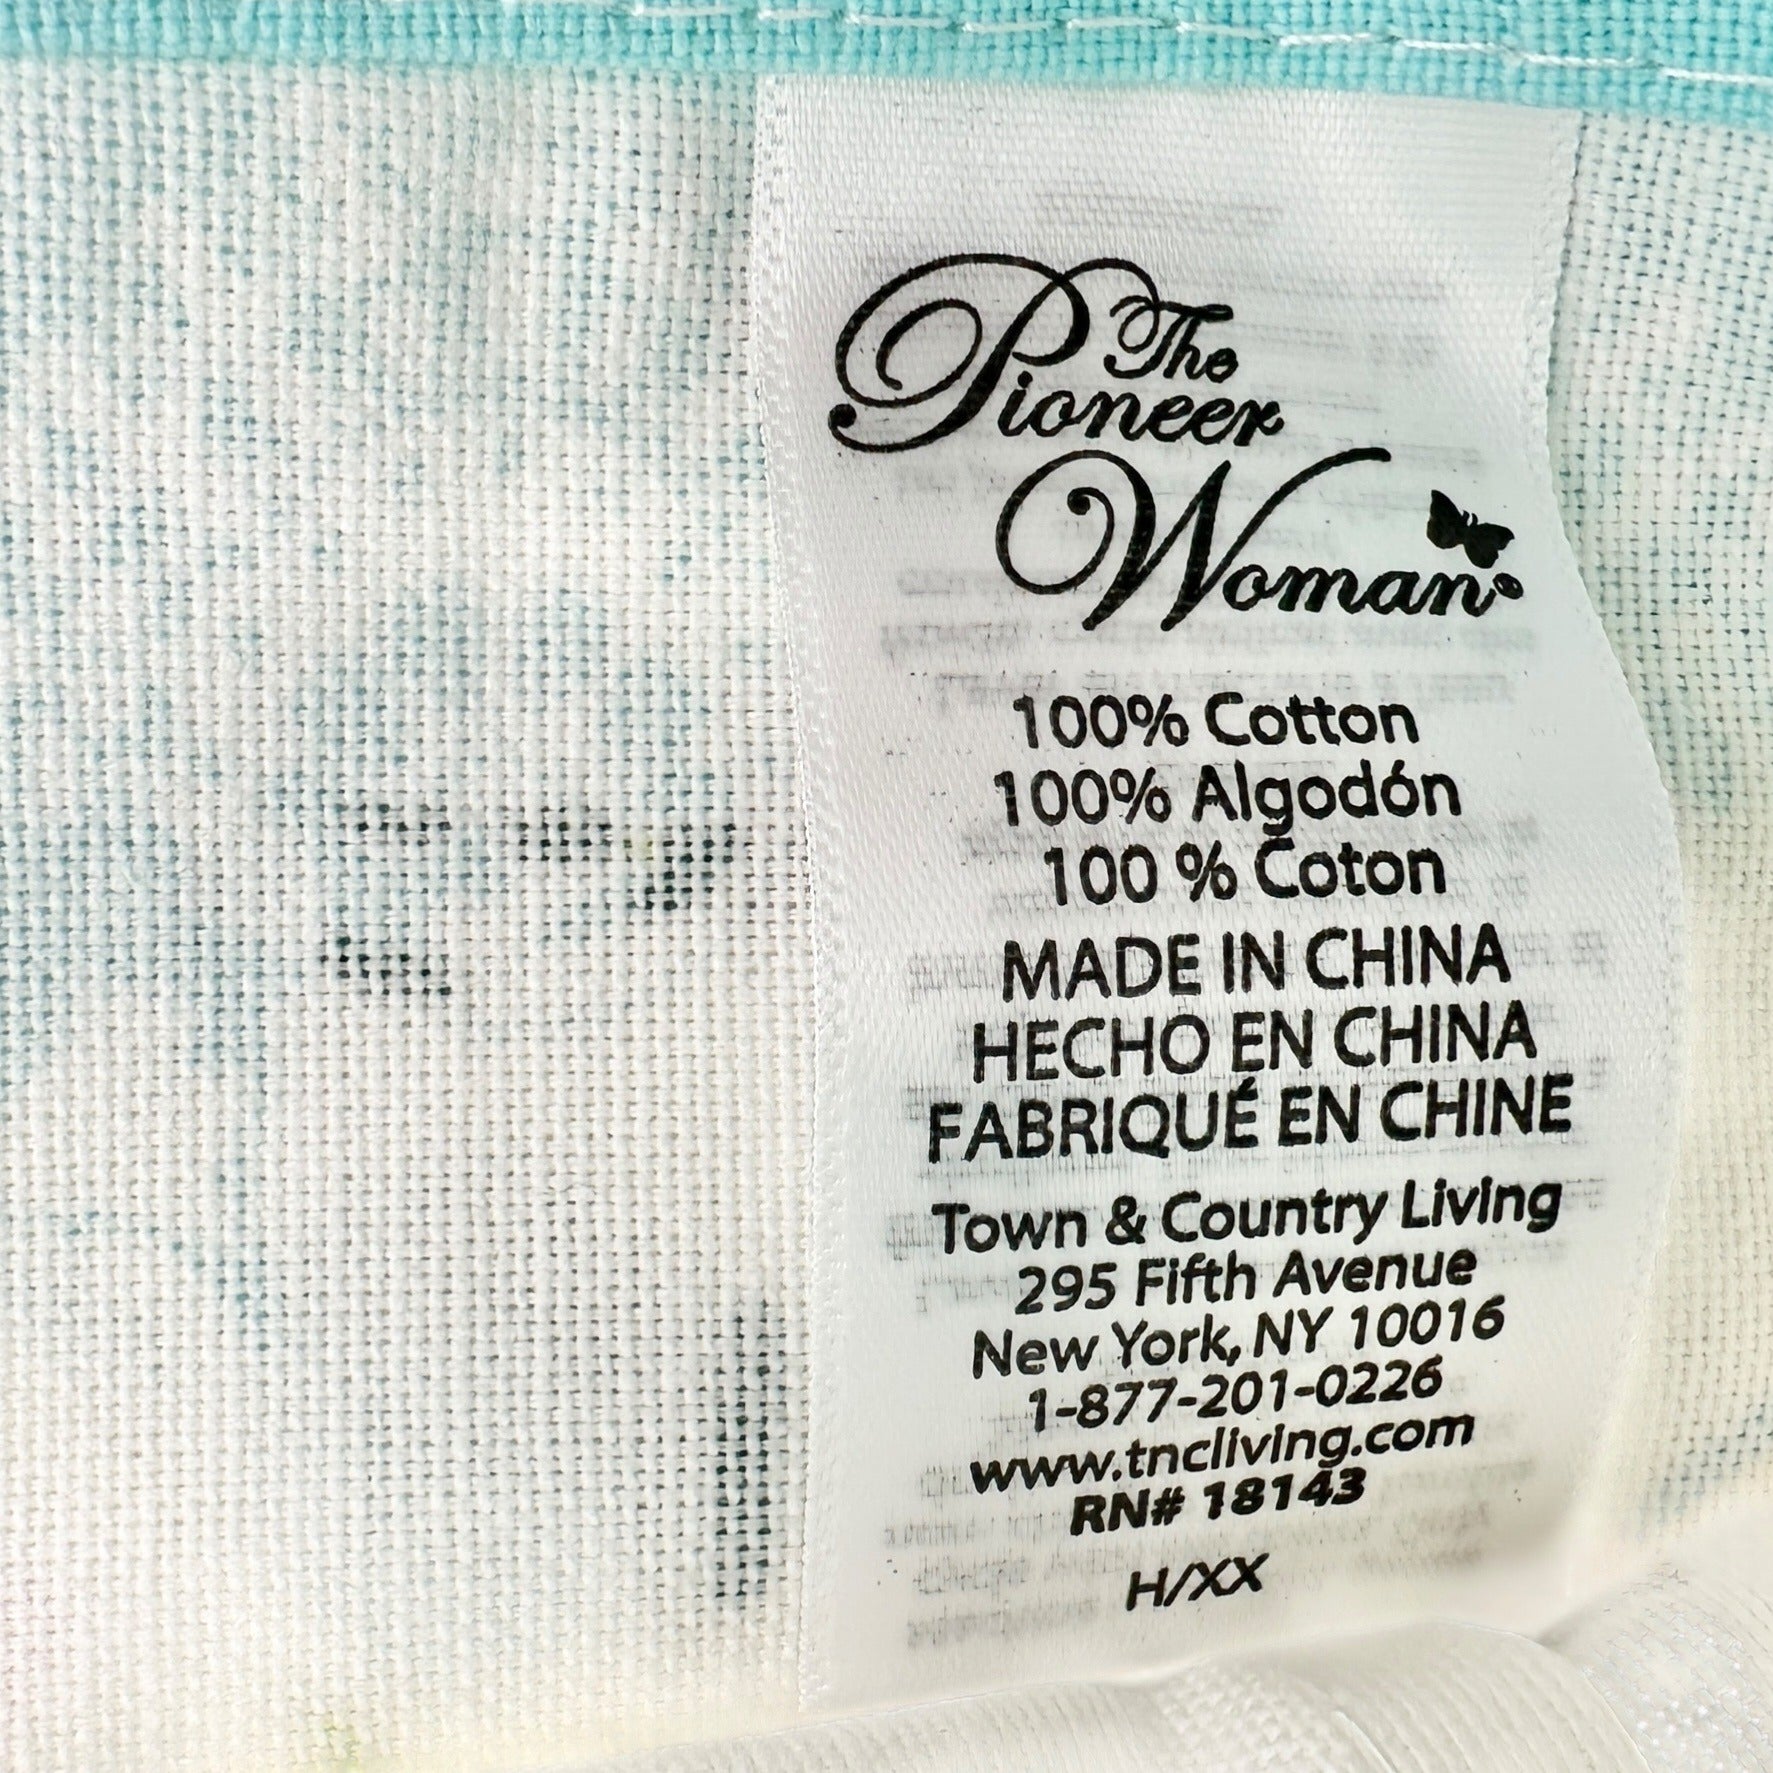 The
Pioneer
Woman®
100% Cotton
100% Algodón
100 % Coton
MADE IN CHINA
HECHO EN CHINA
FABRIQUÉ EN CHINE
Town & Country Living
295 Fifth Avenue
New York, NY 10016
1-877-201-0226
www.tncliving.com
RN# 18143
H/XX